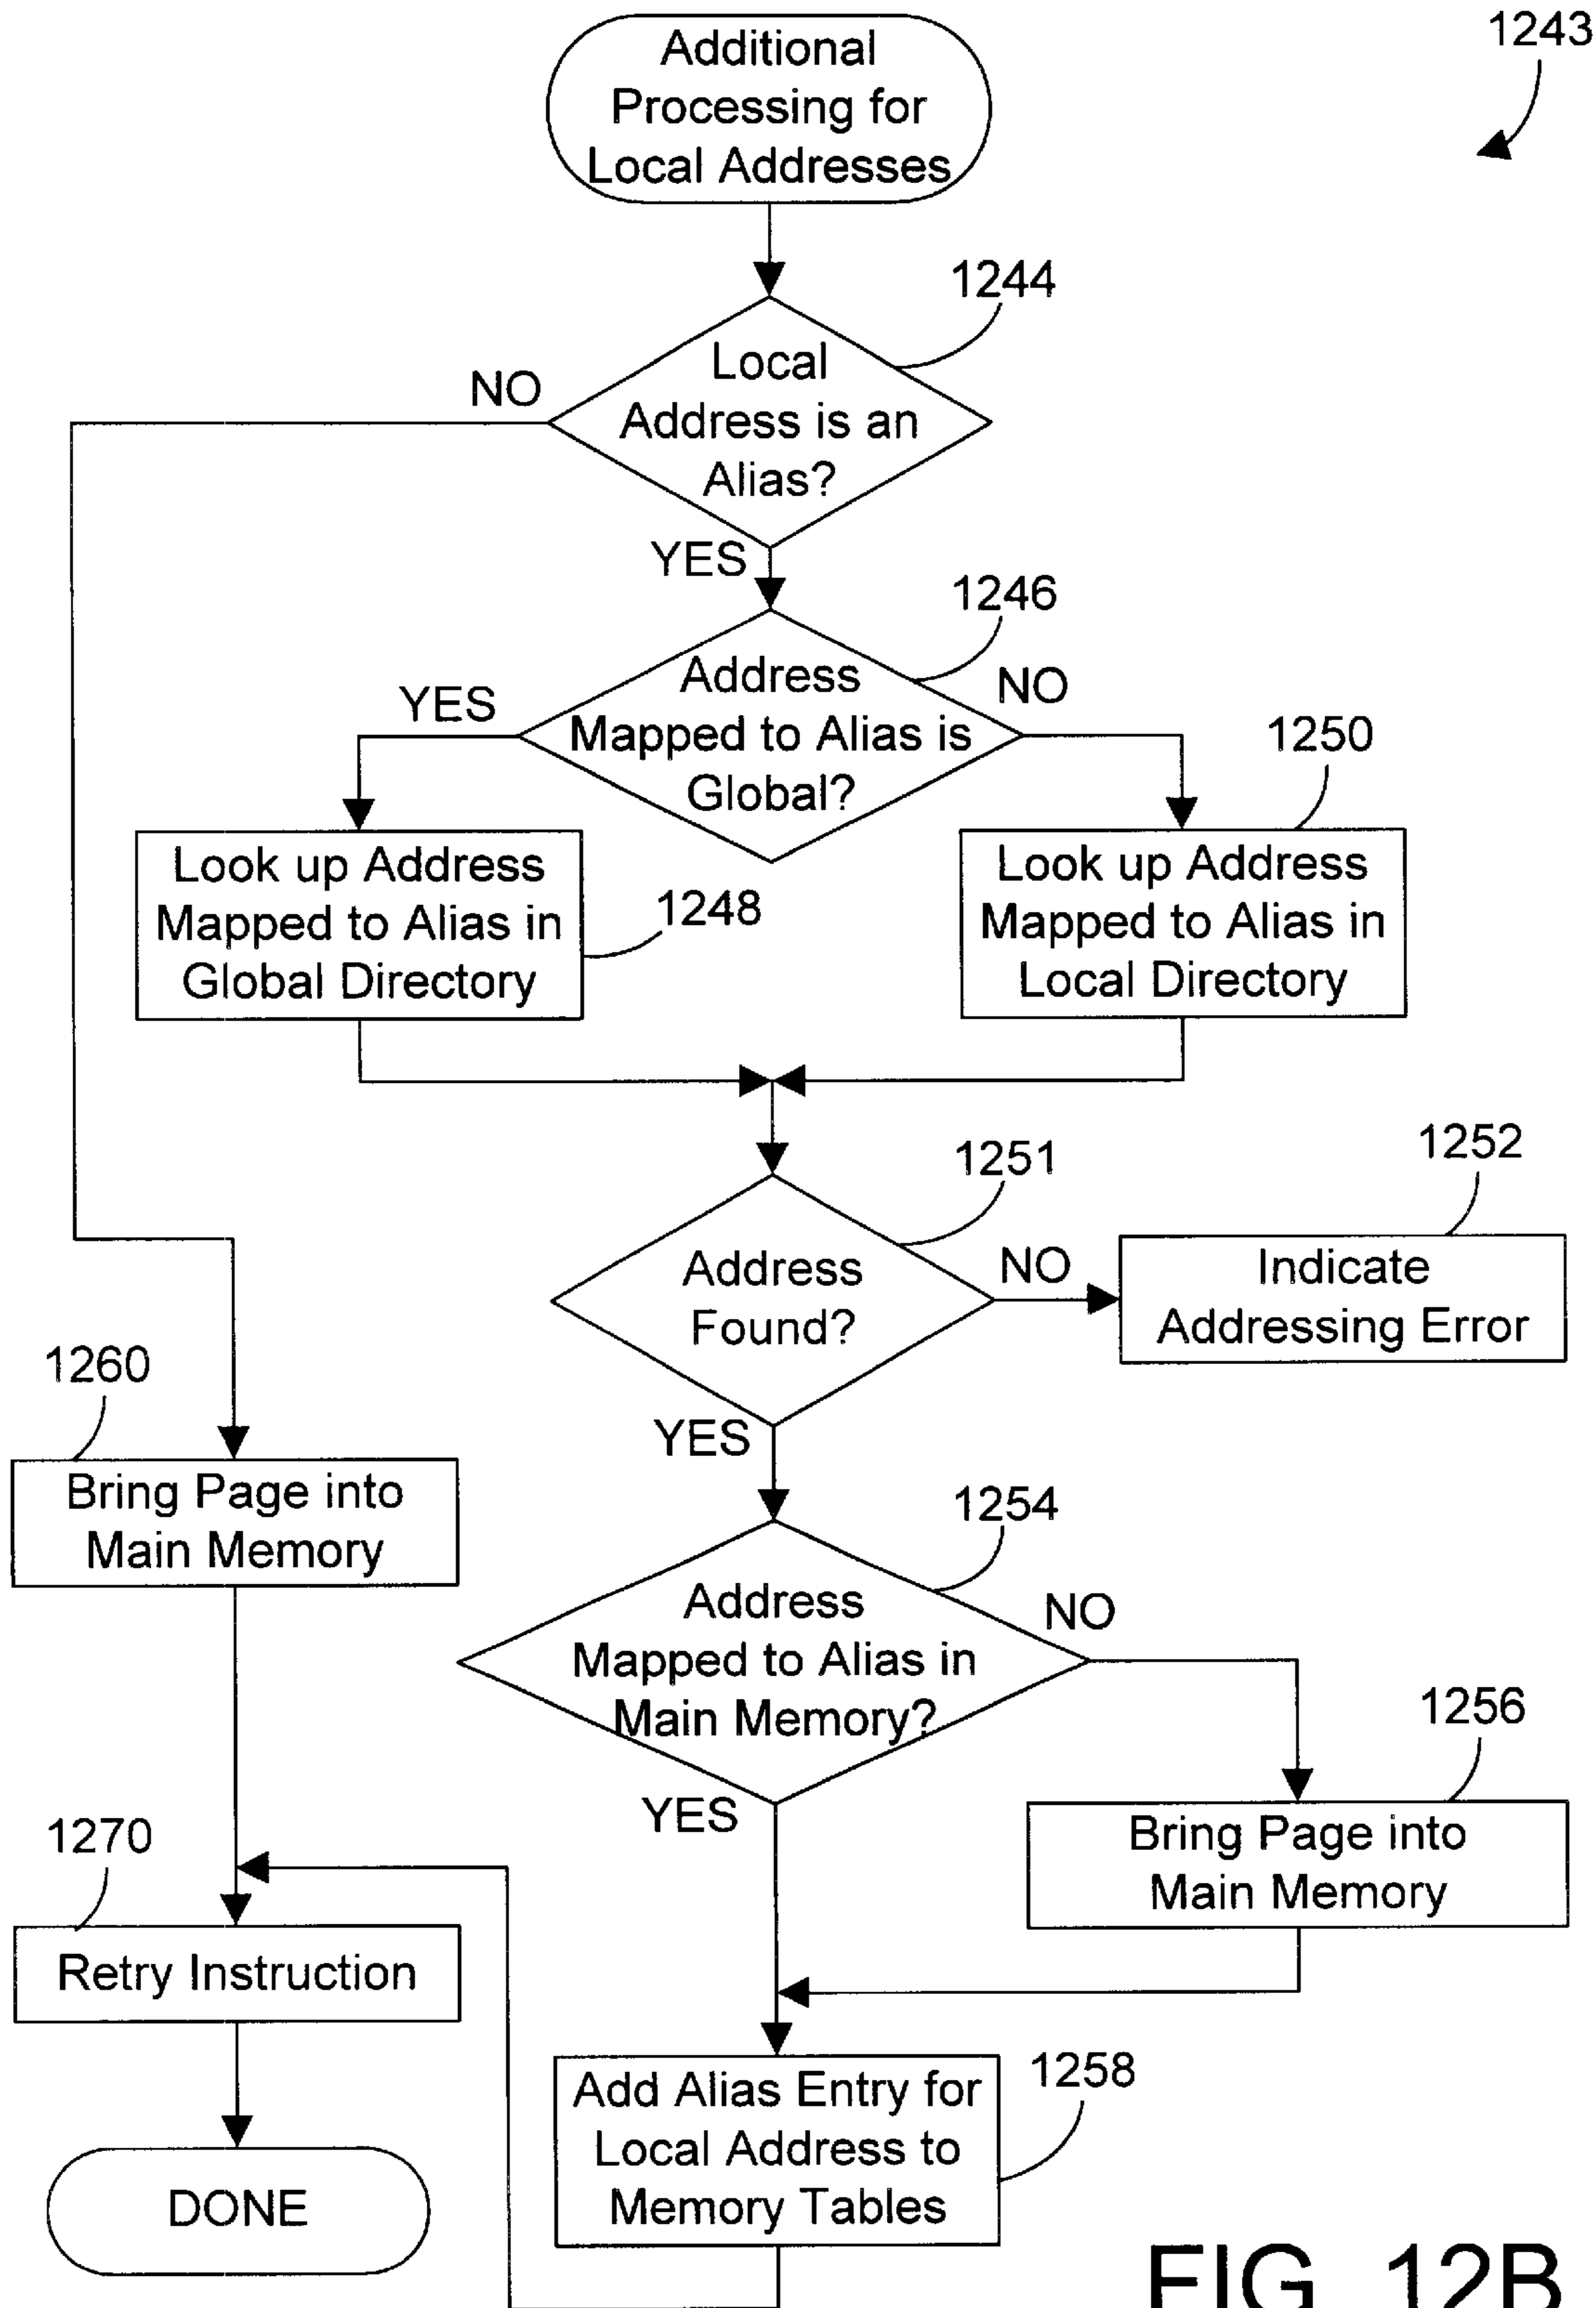 1243
Additional
Processing for
Local Addresses
1244
Local
Address is an
Alias?
NO
YES
1246
Address
Mapped to Alias is
Global?
YES
NO
1250
Look up Address
Mapped to Alias in
Global Directory
1248
Look up Address
Mapped to Alias in
Local Directory
1251
1252
Address
Found?
NO
Indicate
Addressing Error
YES
1260
Bring Page into
Main Memory
1254
Address
Mapped to Alias in
Main Memory?
NO
YES
1256
Bring Page into
Main Memory
1270
Retry Instruction
1258
Add Alias Entry for
Local Address to
Memory Tables
DONE
FIG. 12B